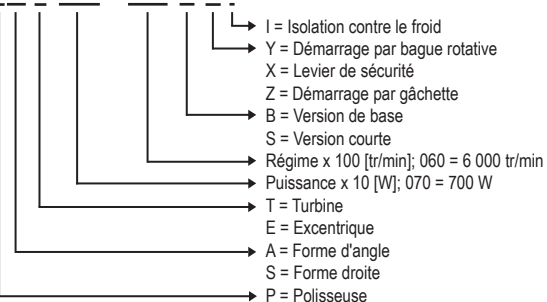 I = Isolation contre le froid
Y = Démarrage par bague rotative
X = Levier de sécurité
Z = Démarrage par gâchette
B = Version de base
S = Version courte
Régime x 100 [tr/min]; 060 = 6 000 tr/min
Puissance x 10 [W]; 070 = 700 W
T = Turbine
E = Excentrique
A = Forme d'angle
S = Forme droite
P = Polisseuse